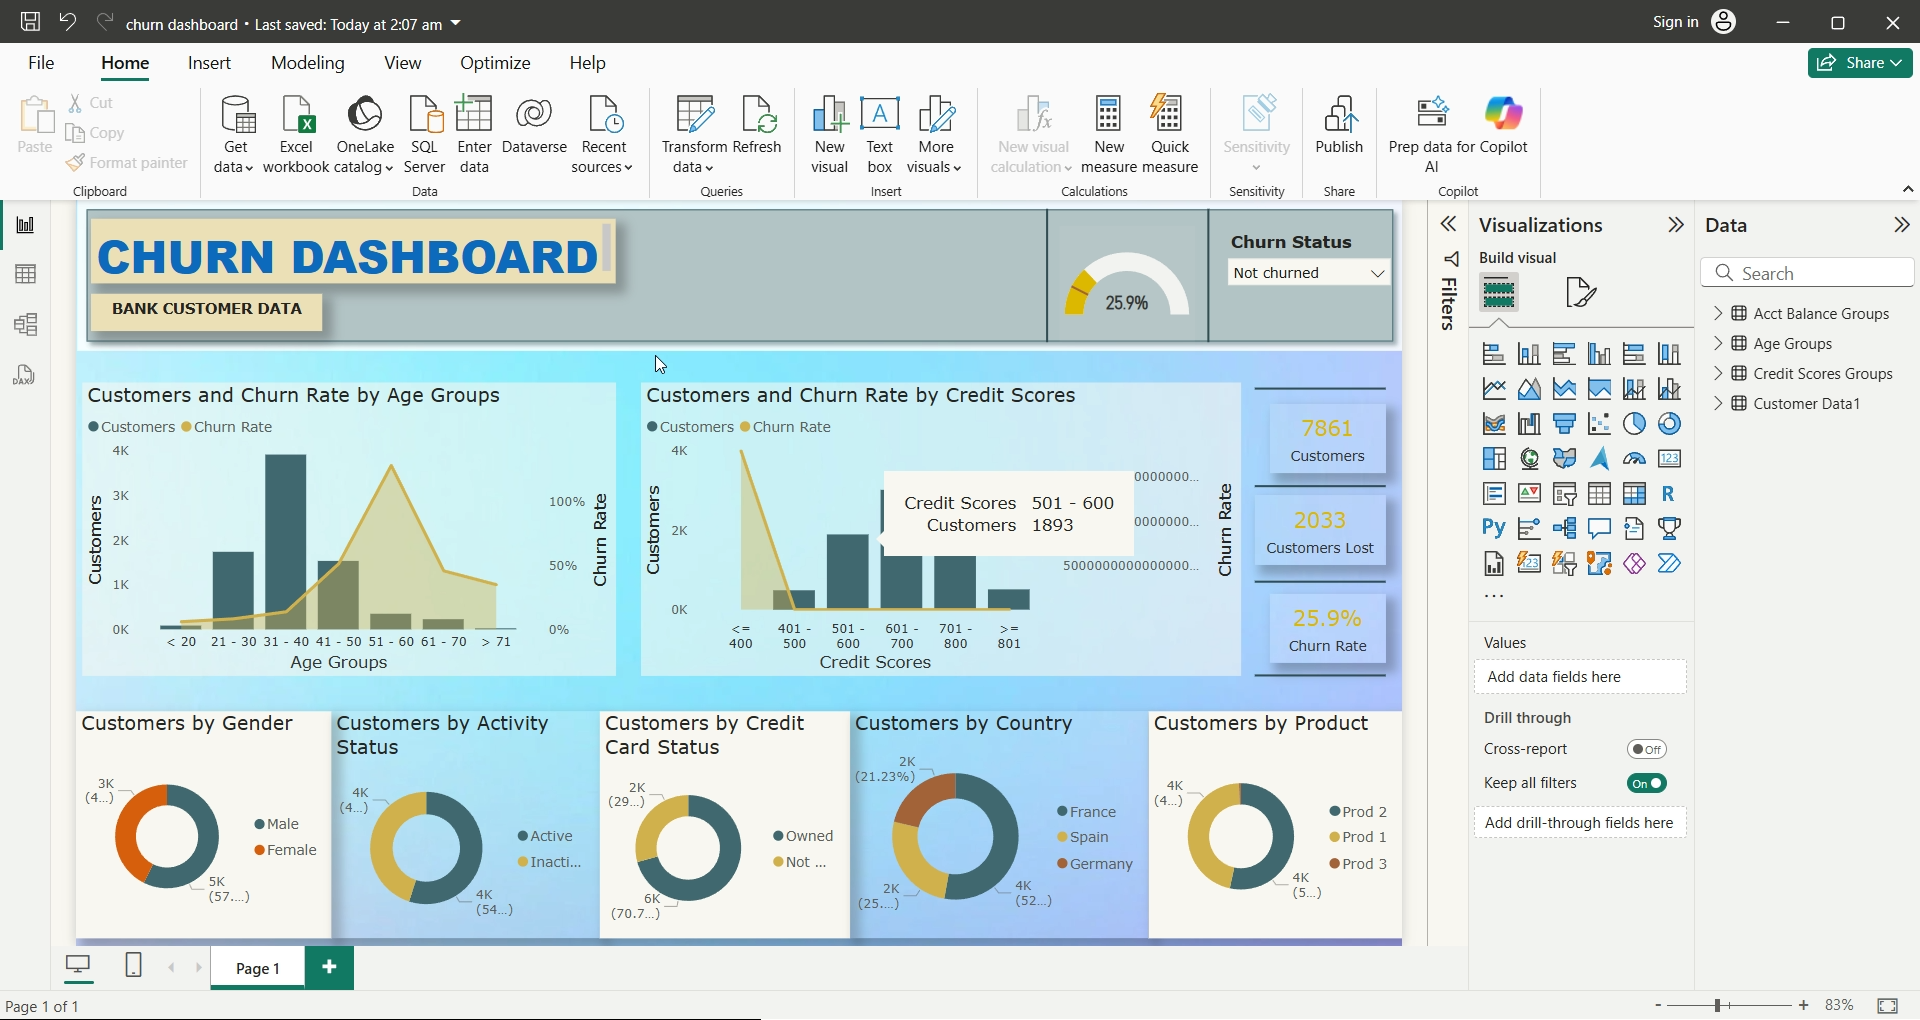 churn dashboard • Last saved: Today at 2:07 am
Sign in
File Home Insert Modeling View Optimize Help
Share
Paste
Cut
Copy
Format painter
Clipboard
Get data
Excel workbook
OneLake catalog
SQL Server
Enter data
Dataverse
Recent sources
Data
Transform data
Refresh
Queries
New visual
Text box
More visuals
Insert
New visual calculation
New measure
Quick measure
Calculations
Sensitivity
Sensitivity
Publish
Share
Prep data for AI
Copilot
Copilot
CHURN DASHBOARD
BANK CUSTOMER DATA
25.9%
Churn Status
Not churned
Customers and Churn Rate by Age Groups
Customers Churn Rate
4K
3K
2K
1K
0K
Customers
100%
50%
0%
Churn Rate
< 20 21 - 30 31 - 40 41 - 50 51 - 60 61 - 70 > 71
Age Groups
Customers and Churn Rate by Credit Scores
Customers Churn Rate
4K
2K
0K
Customers
Credit Scores 501 - 600
Customers 1893
0000000...
0000000...
5000000000000000...
Churn Rate
<= 400
401 - 500
501 - 600
601 - 700
701 - 800
>= 801
Credit Scores
7861
Customers
2033
Customers Lost
25.9%
Churn Rate
Customers by Gender
3K
(4...)
5K
(57....)
Male
Female
Customers by Activity
Status
4K
(4...)
4K
(54...)
Active
Inacti...
Customers by Credit
Card Status
2K
(29...)
6K
(70.7...)
Owned
Not ...
Customers by Country
2K
(21.23%)
2K
(25....)
4K
(52...)
France
Spain
Germany
Customers by Product
4K
(4...)
4K
(5...)
Prod 2
Prod 1
Prod 3
Filters
Visualizations
Build visual
123
R
Py
123
...
Values
Add data fields here
Drill through
Cross-report
Off
Keep all filters
On
Add drill-through fields here
Data
Search
Acct Balance Groups
Age Groups
Credit Scores Groups
Customer Data1
DAX
Page 1
+
Page 1 of 1
- + 83%